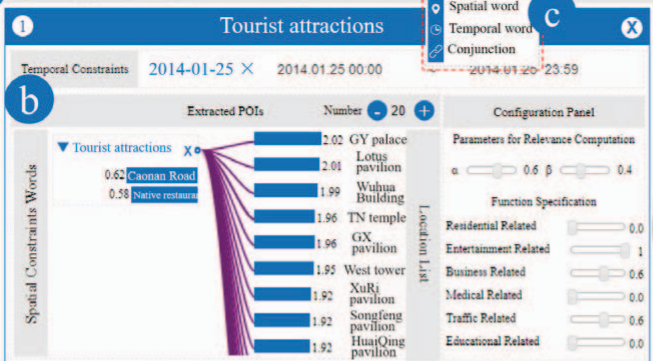 Spatial word
Temporal word
Conjunction
c
1
Tourist attractions
X
Temporal Constraints
2014-01-25 ×
2014.01.25 00:00
2014.01.25 23:59
b
Extracted POIs
Number - 20 +
Configuration Panel
Spatial Constraints Words
▼ Tourist attractions X
0.62 Caonan Road
0.58 Native restaurant
2.02 GY palace
2.01 Lotus
pavilion
1.99 Wuhua
Building
1.96 TN temple
1.96 GX
pavilion
1.95 West tower
1.92 XuRi
pavilion
1.92 Songfeng
pavilion
1.92 HuaiQing
pavilion
Location List
Parameters for Relevance Computation
α 0.6 β 0.4
Function Specification
Residential Related 0.0
Entertainment Related 1
Business Related 0.6
Medical Related 0.0
Traffic Related 0.6
Educational Related 0.0